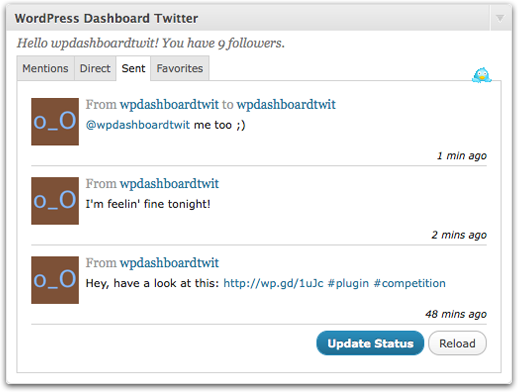 WordPress Dashboard Twitter
Hello wpdashboardtwit! You have 9 followers.
Mentions Direct Sent Favorites
o_O
From wpdashboardtwit to wpdashboardtwit
@wpdashboardtwit me too ;)
1 min ago
o_O
From wpdashboardtwit
I'm feelin' fine tonight!
2 mins ago
o_O
From wpdashboardtwit
Hey, have a look at this: http://wp.gd/1uJc #plugin #competition
48 mins ago
Update Status Reload